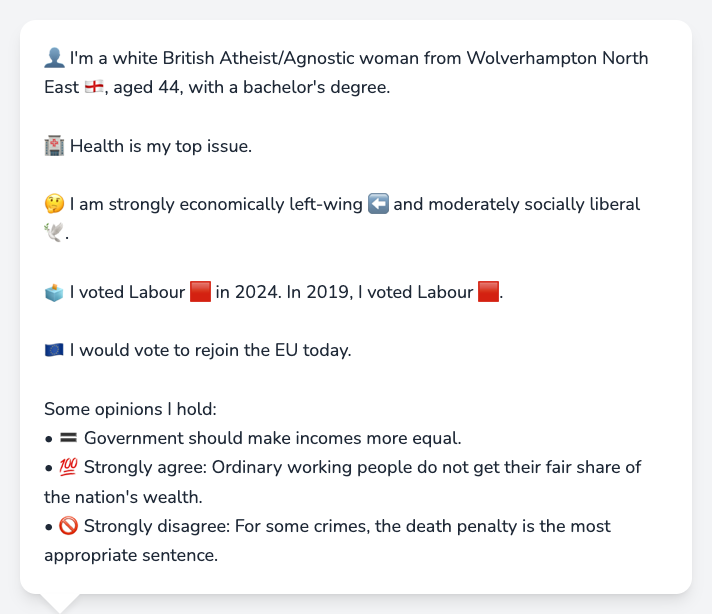 👤 I'm a white British Atheist/Agnostic woman from Wolverhampton North
East 🏴󠁧󠁢󠁥󠁮󠁧󠁿, aged 44, with a bachelor's degree.
🏥 Health is my top issue.
🤔 I am strongly economically left-wing ⬅️ and moderately socially liberal
🕊️.
🗳️ I voted Labour 🟥 in 2024. In 2019, I voted Labour 🟥.
🇪🇺 I would vote to rejoin the EU today.
Some opinions I hold:
• 🟰 Government should make incomes more equal.
• 💯 Strongly agree: Ordinary working people do not get their fair share of
the nation's wealth.
• 🚫 Strongly disagree: For some crimes, the death penalty is the most
appropriate sentence.